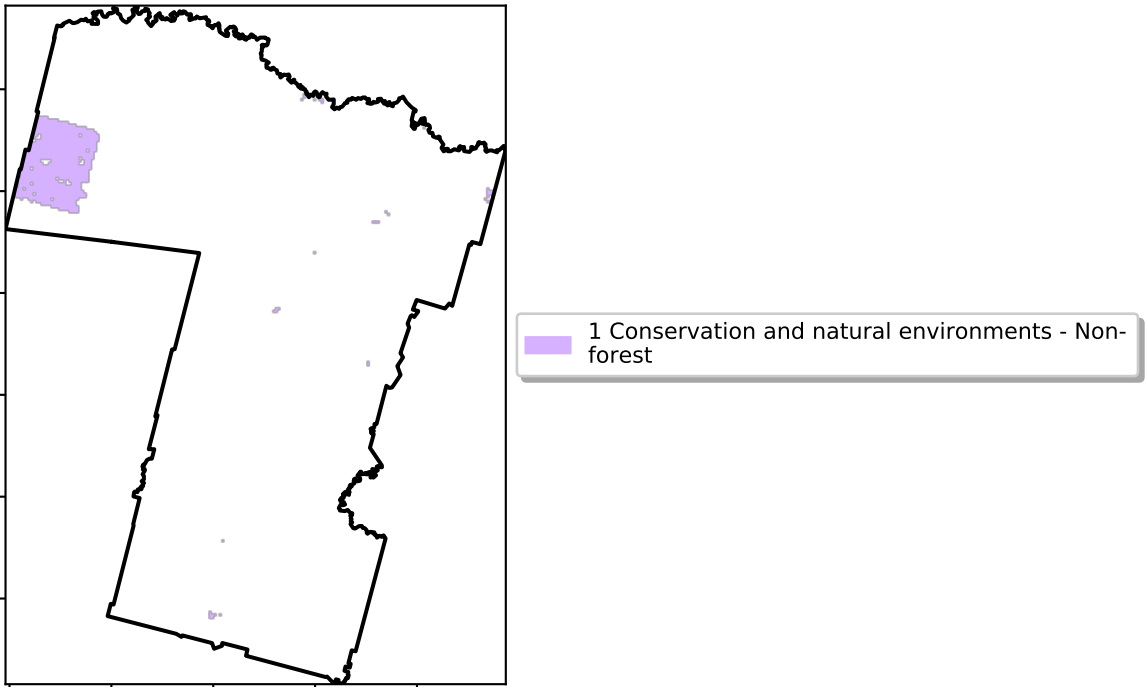 1 Conservation and natural environments - Non-
forest